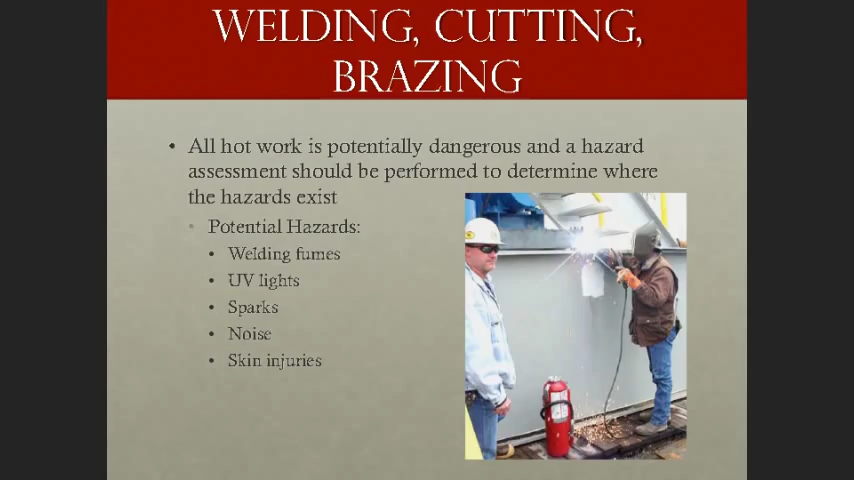 WELDING, CUTTING,
BRAZING
• All hot work is potentially dangerous and a hazard
assessment should be performed to determine where
the hazards exist
• Potential Hazards:
• Welding fumes
• UV lights
• Sparks
• Noise
• Skin injuries